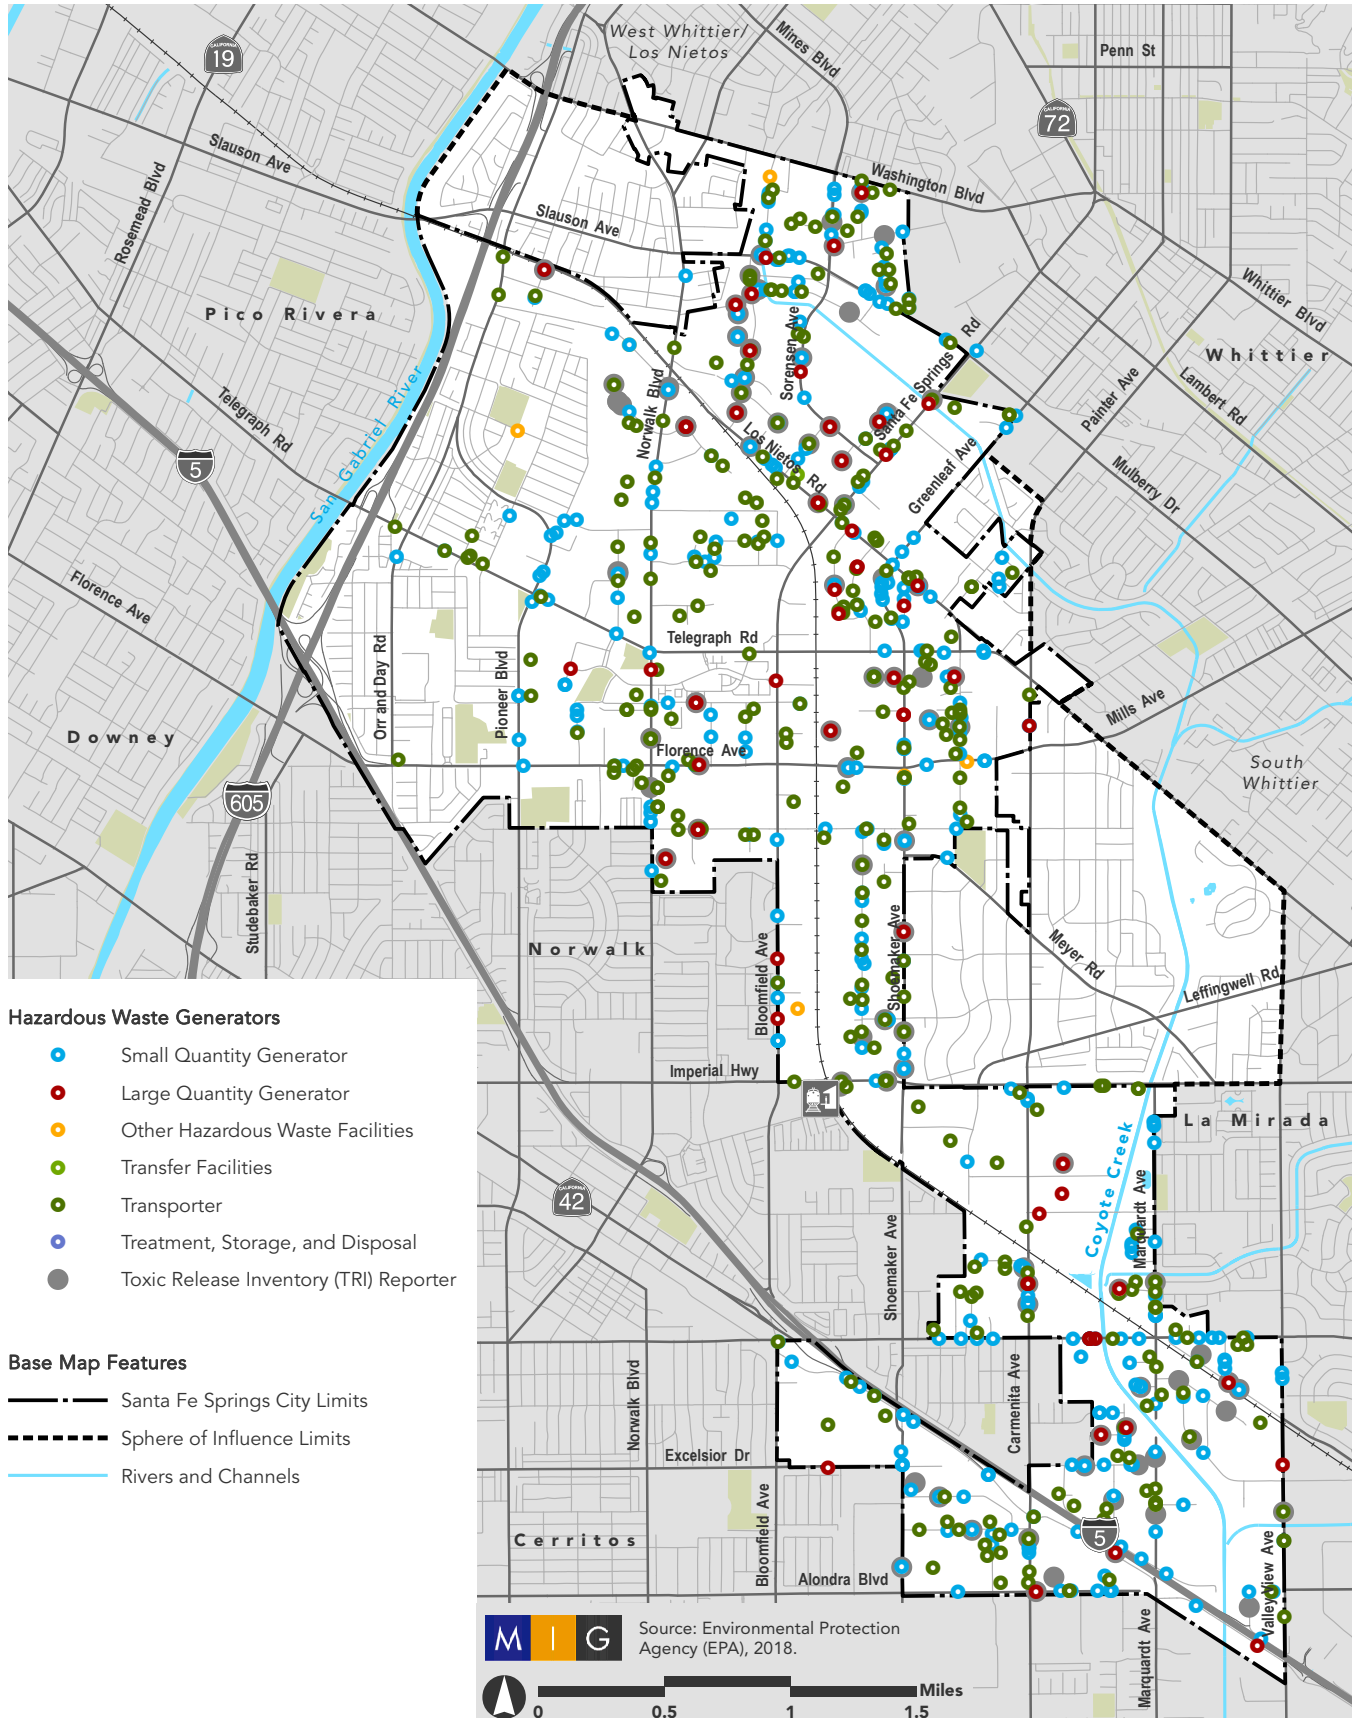 West Whittier/
Los Nietos
Mines Blvd
Penn St
CALIFORNIA
19
CALIFORNIA
72
Slauson Ave
Rosemead Blvd
Washington Blvd
Slauson Ave
Whittier Blvd
Pico Rivera
Sorensen Ave
Santa Fe Springs Rd
Whittier
Painter Ave
Lambert Rd
Telegraph Rd
San Gabriel River
Norwalk Blvd
Los Nietos Rd
Greenleaf Ave
Mulberry Dr
5
Florence Ave
Telegraph Rd
Orr and Day Rd
Pioneer Blvd
Mills Ave
Downey
Florence Ave
South
Whittier
605
Studebaker Rd
Norwalk
Bloomfield Ave
Shoemaker Ave
Meyer Rd
Leffingwell Rd
Imperial Hwy
La Mirada
Hazardous Waste Generators
Small Quantity Generator
Large Quantity Generator
Other Hazardous Waste Facilities
Transfer Facilities
Transporter
Treatment, Storage, and Disposal
Toxic Release Inventory (TRI) Reporter
Base Map Features
Santa Fe Springs City Limits
Sphere of Influence Limits
Rivers and Channels
CALIFORNIA
42
Coyote Creek
Marquardt Ave
Shoemaker Ave
Norwalk Blvd
Carmenita Ave
Excelsior Dr
Bloomfield Ave
Cerritos
5
Valley View Ave
Alondra Blvd
Marquardt Ave
M I G
Source: Environmental Protection
Agency (EPA), 2018.
Miles
0 0.5 1 1.5